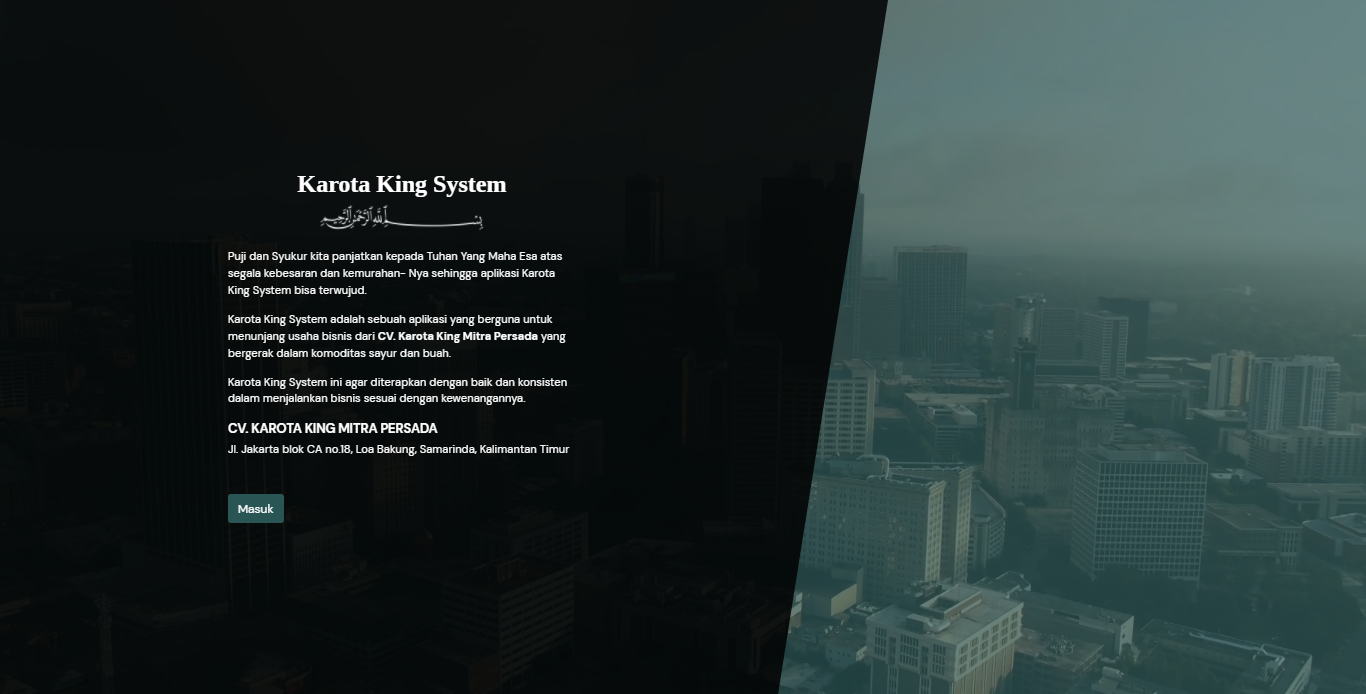 Karota King System
بسم الله الرحمن الرحيم
Puji dan Syukur kita panjatkan kepada Tuhan Yang Maha Esa atas
segala kebesaran dan kemurahan- Nya sehingga aplikasi Karota
King System bisa terwujud.
Karota King System adalah sebuah aplikasi yang berguna untuk
menunjang usaha bisnis dari CV. Karota King Mitra Persada yang
bergerak dalam komoditas sayur dan buah.
Karota King System ini agar diterapkan dengan baik dan konsisten
dalam menjalankan bisnis sesuai dengan kewenangannya.
CV. KAROTA KING MITRA PERSADA
Jl. Jakarta blok CA no.18, Loa Bakung, Samarinda, Kalimantan Timur
Masuk